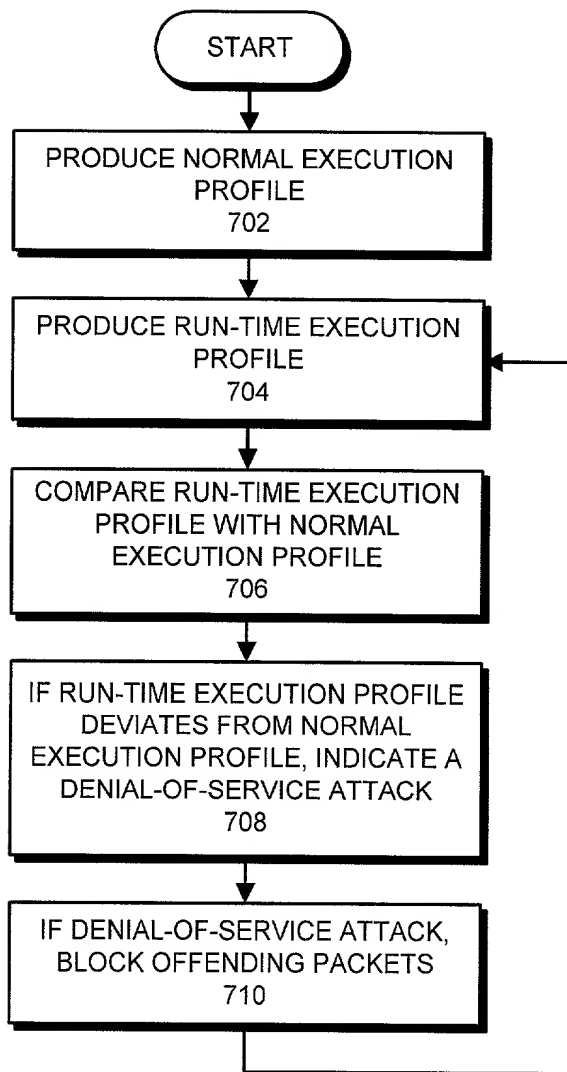 START
PRODUCE NORMAL EXECUTION
PROFILE
702
PRODUCE RUN-TIME EXECUTION
PROFILE
704
COMPARE RUN-TIME EXECUTION
PROFILE WITH NORMAL
EXECUTION PROFILE
706
IF RUN-TIME EXECUTION PROFILE
DEVIATES FROM NORMAL
EXECUTION PROFILE, INDICATE A
DENIAL-OF-SERVICE ATTACK
708
IF DENIAL-OF-SERVICE ATTACK,
BLOCK OFFENDING PACKETS
710